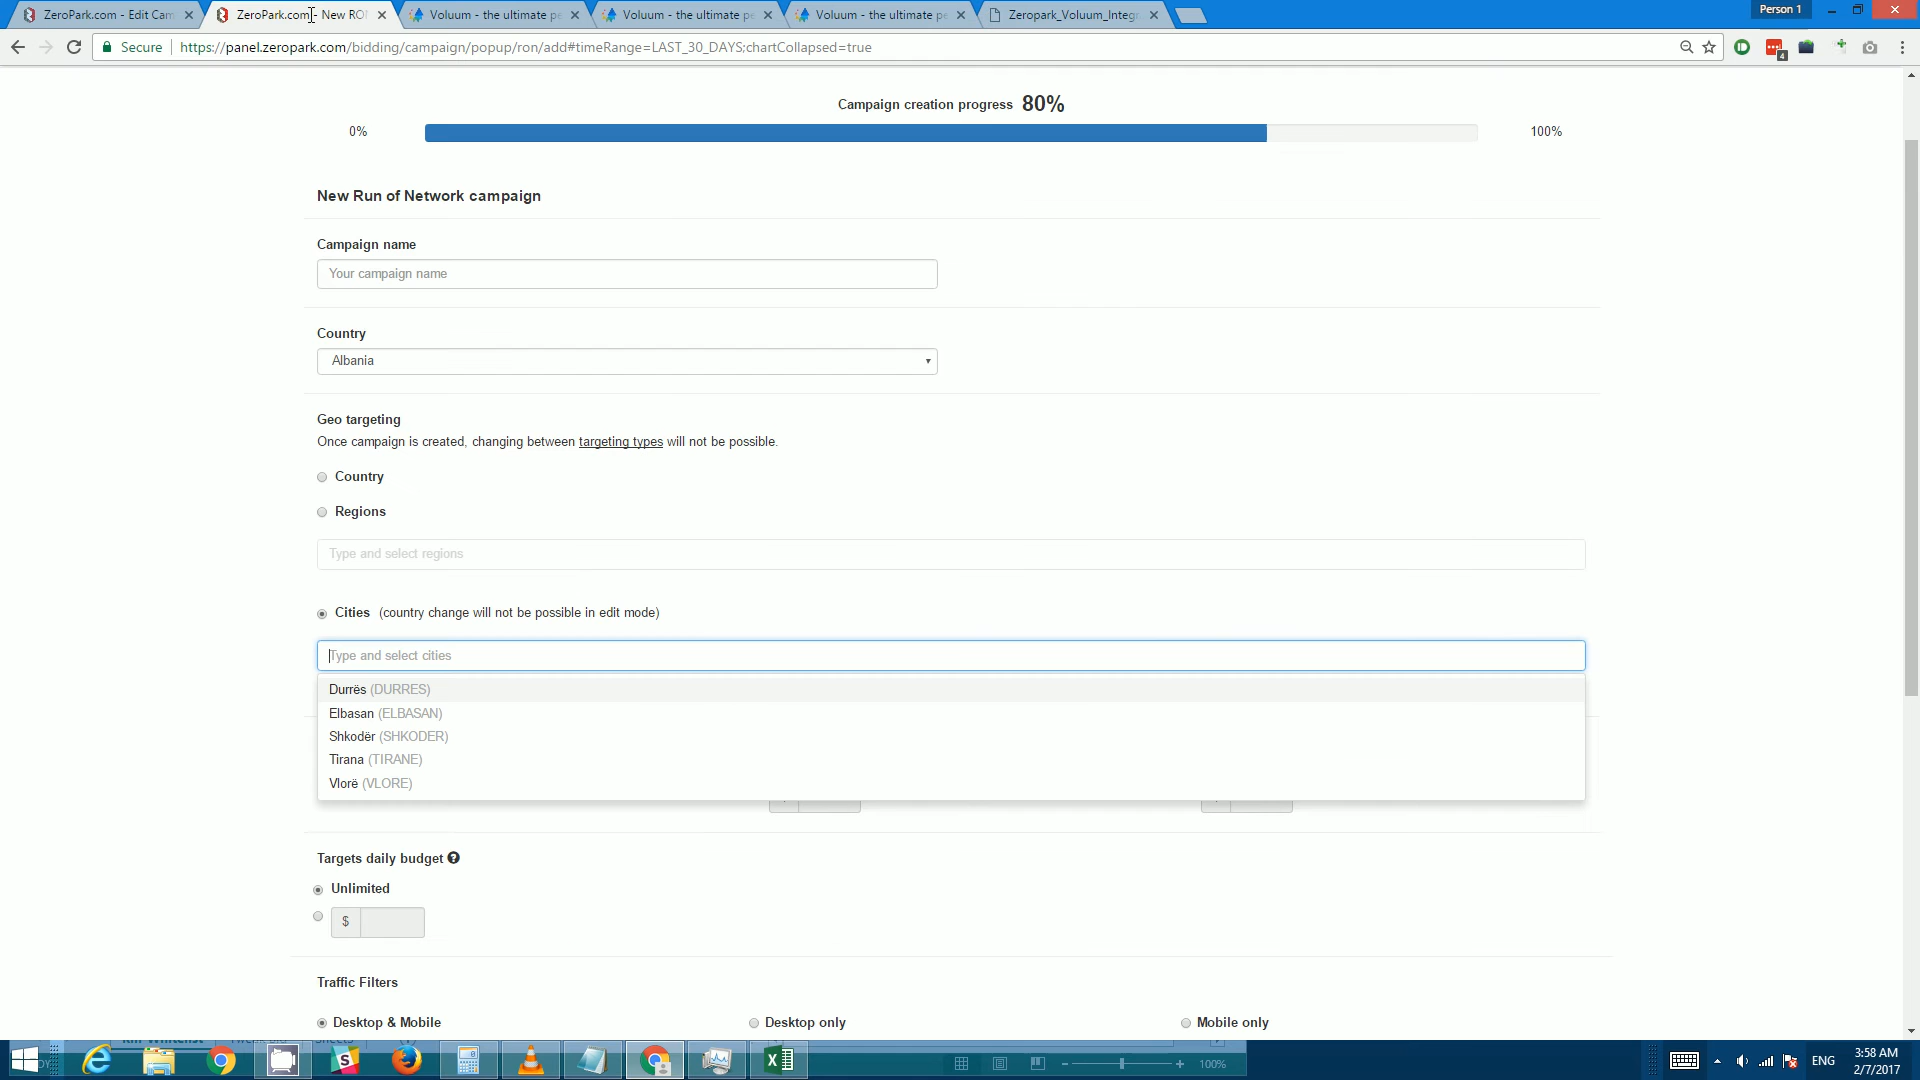 ZeroPark.com - Edit Cam
ZeroPark.com - New RO
Voluum - the ultimate pe
Voluum - the ultimate pe
Voluum - the ultimate pe
Zeropark_Voluum_Integr
Person 1
Secure
https://panel.zeropark.com/bidding/campaign/popup/ron/add#timeRange=LAST_30_DAYS;chartCollapsed=true
4
Campaign creation progress 80%
0%
100%
New Run of Network campaign
Campaign name
Your campaign name
Country
Albania
Geo targeting
Once campaign is created, changing between targeting types will not be possible.
Country
Regions
Type and select regions
Cities (country change will not be possible in edit mode)
Type and select cities
Durrës (DURRES)
Elbasan (ELBASAN)
Shkodër (SHKODER)
Tirana (TIRANE)
Vlorë (VLORE)
Targets daily budget
Unlimited
$
Traffic Filters
Desktop & Mobile
Desktop only
Mobile only
100%
ENG
3:58 AM
2/7/2017